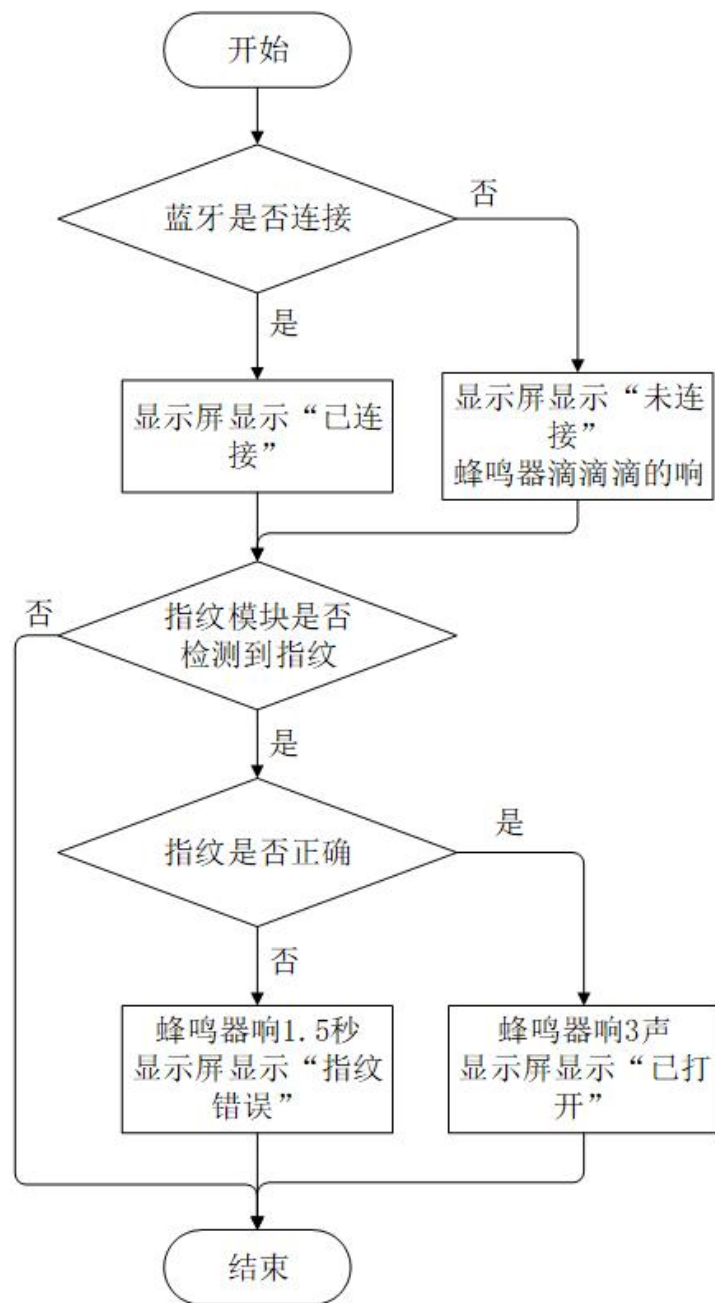 开始
蓝牙是否连接
否
是
显示屏显示“已连
接”
显示屏显示“未连
接”
蜂鸣器滴滴滴的响
否
指纹模块是否
检测到指纹
是
指纹是否正确
是
否
蜂鸣器响1.5秒
显示屏显示“指纹
错误”
蜂鸣器响3声
显示屏显示“已打
开”
结束